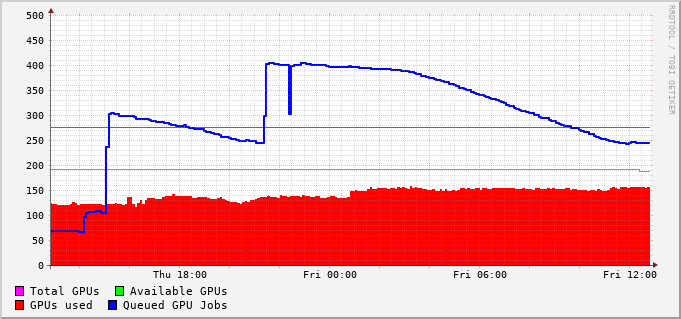 RRDTOOL / TOBI OETIKER
500
450
400
350
300
250
200
150
100
50
0
Thu 18:00 Fri 00:00 Fri 06:00 Fri 12:00
Total GPUs Available GPUs
GPUs used Queued GPU Jobs